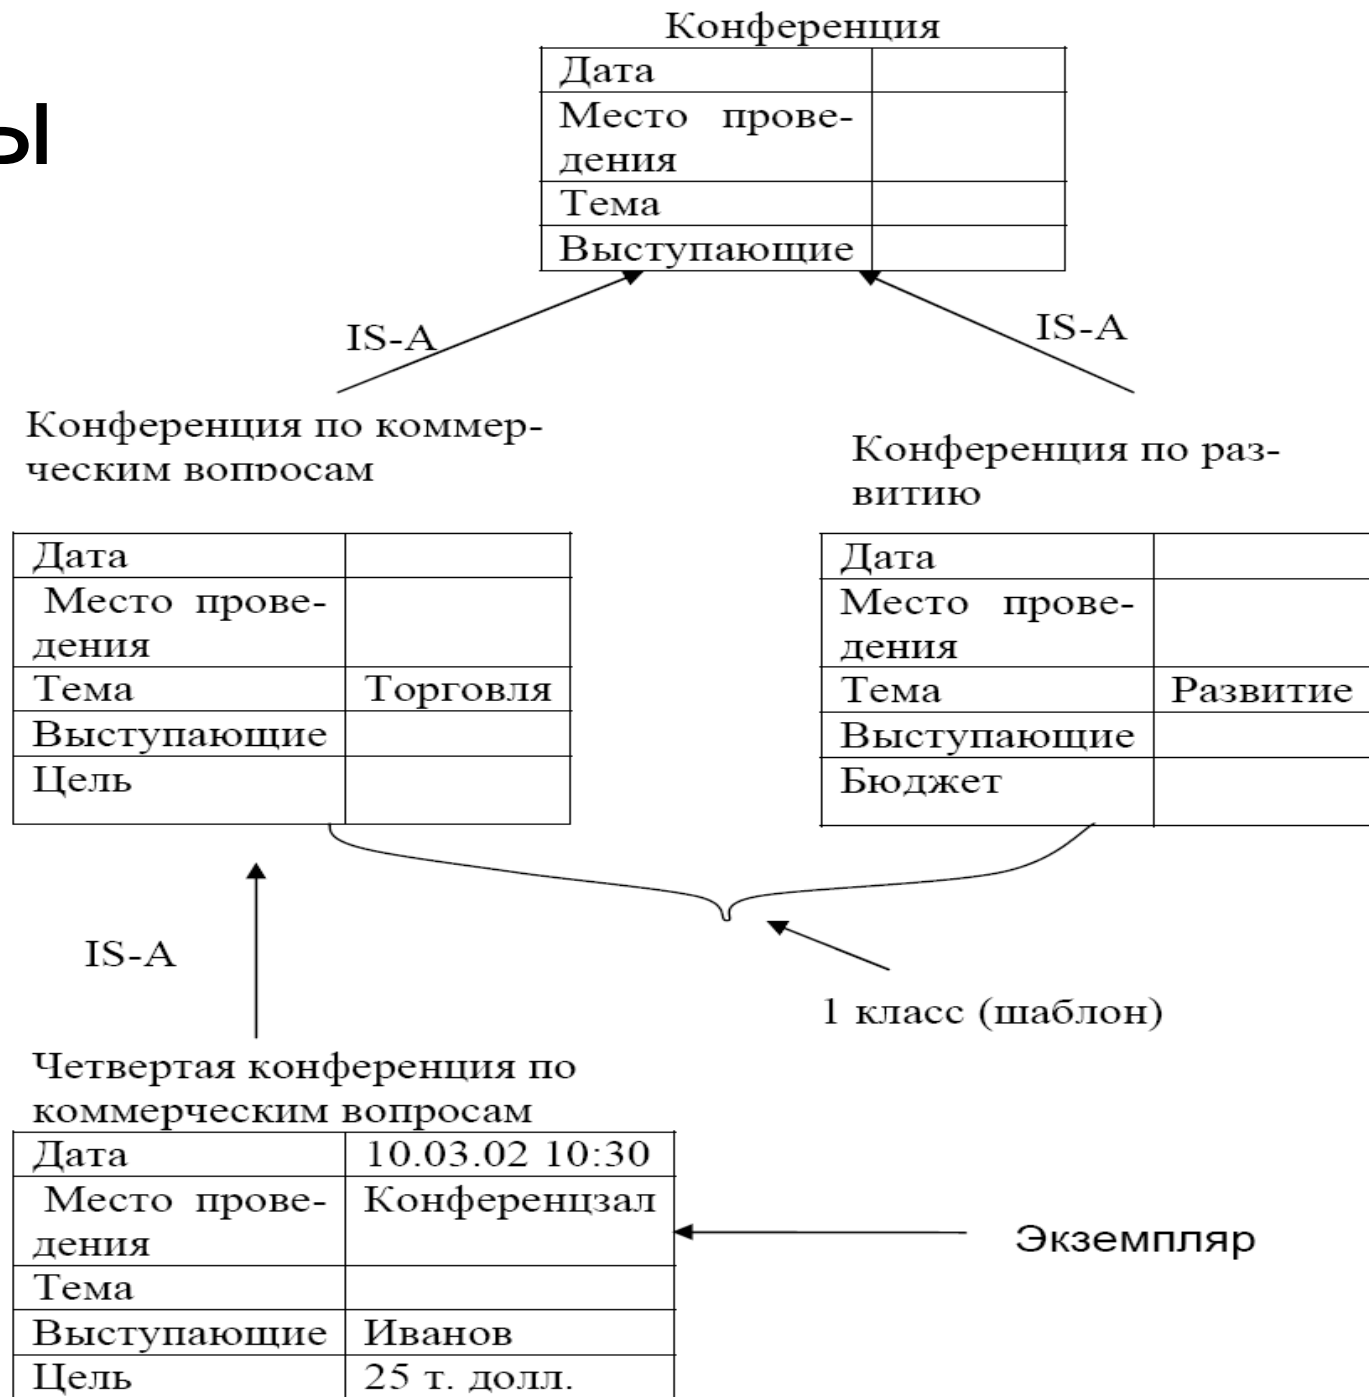 Конференция
ы
Дата
Место прове-
дения
Тема
Выступающие
IS-A
IS-A
Конференция по коммер-
ческим вопросам
Конференция по раз-
витию
Дата
Место прове-
дения
Тема Торговля
Выступающие
Цель
Дата
Место прове-
дения
Тема Развитие
Выступающие
Бюджет
IS-A
1 класс (шаблон)
Четвертая конференция по
коммерческим вопросам
Дата 10.03.02 10:30
Место прове- Конференцзал
дения
Экземпляр
Тема
Выступающие Иванов
Цель 25 т. долл.